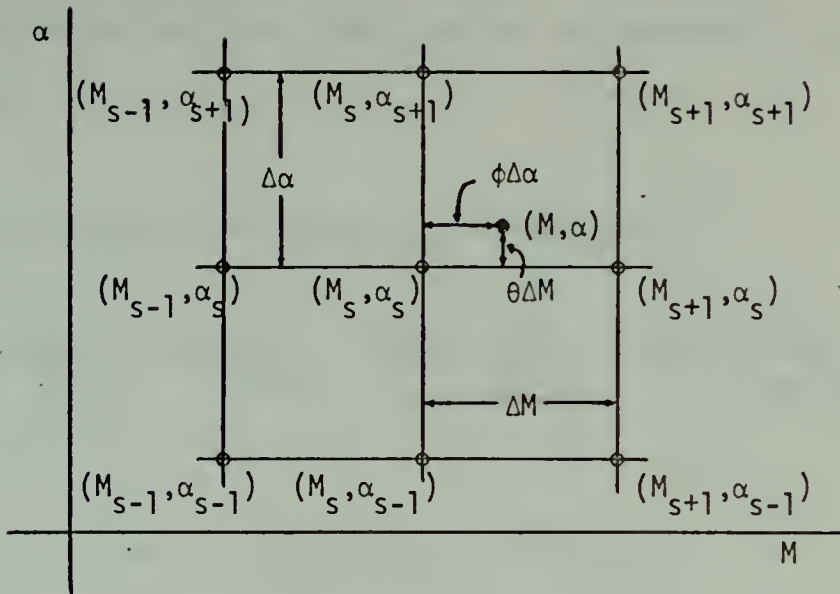 α
(M_{s-1}, α_{s+1}) (M_s, α_{s+1}) (M_{s+1}, α_{s+1})
Δα
ϕΔα
(M, α)
(M_{s-1}, α_s) (M_s, α_s) θΔM (M_{s+1}, α_s)
ΔM
(M_{s-1}, α_{s-1}) (M_s, α_{s-1}) (M_{s+1}, α_{s-1})
M